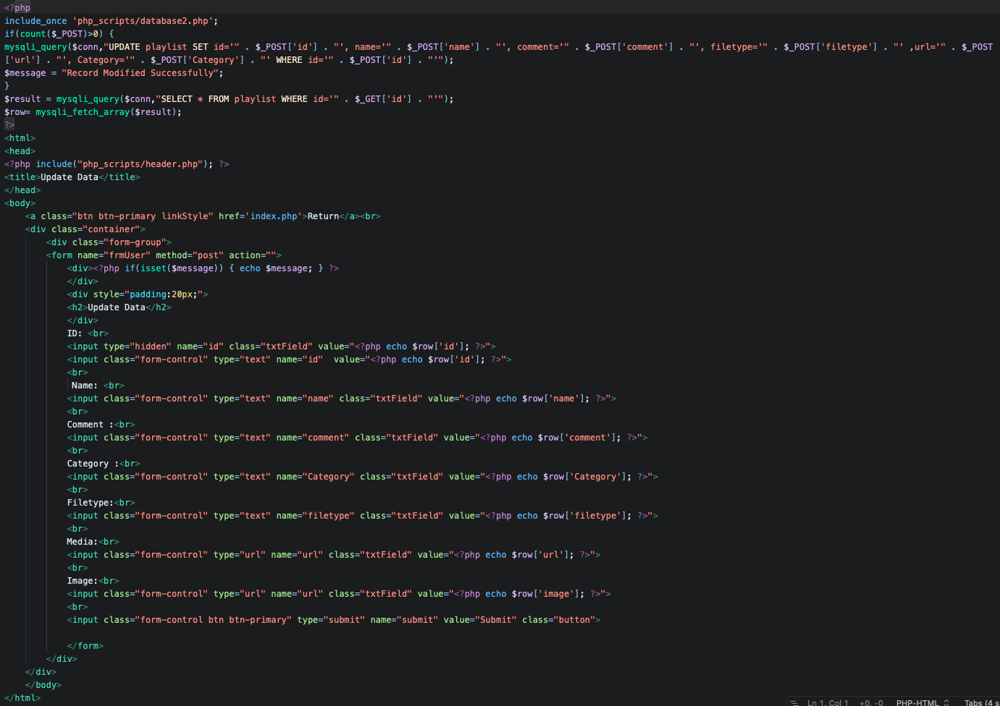 <?php
include_once 'php_scripts/database2.php';
if(count($_POST)>0) {
mysqli_query($conn,"UPDATE playlist SET id='" . $_POST['id'] . "', name='" . $_POST['name'] . "', comment='" . $_POST['comment'] . "', filetype='" . $_POST['filetype'] . "' ,url='" . $_POST
['url'] . "', Category='" . $_POST['Category'] . "' WHERE id='" . $_POST['id'] . "'");
$message = "Record Modified Successfully";
}
$result = mysqli_query($conn,"SELECT * FROM playlist WHERE id='" . $_GET['id'] . "'");
$row= mysqli_fetch_array($result);
?>
<html>
<head>
<?php include("php_scripts/header.php"); ?>
<title>Update Data</title>
</head>
<body>
    <a class="btn btn-primary linkStyle" href='index.php'>Return</a><br>
    <div class="container">
        <div class="form-group">
        <form name="frmUser" method="post" action="">
            <div><?php if(isset($message)) { echo $message; } ?>
            </div>
            <div style="padding:20px;">
            <h2>Update Data</h2>
            </div>
            ID: <br>
            <input type="hidden" name="id" class="txtField" value="<?php echo $row['id']; ?>">
            <input class="form-control" type="text" name="id"  value="<?php echo $row['id']; ?>">
            <br>
             Name: <br>
            <input class="form-control" type="text" name="name" class="txtField" value="<?php echo $row['name']; ?>">
            <br>
            Comment :<br>
            <input class="form-control" type="text" name="comment" class="txtField" value="<?php echo $row['comment']; ?>">
            <br>
            Category :<br>
            <input class="form-control" type="text" name="Category" class="txtField" value="<?php echo $row['Category']; ?>">
            <br>
            Filetype:<br>
            <input class="form-control" type="text" name="filetype" class="txtField" value="<?php echo $row['filetype']; ?>">
            <br>
            Media:<br>
            <input class="form-control" type="url" name="url" class="txtField" value="<?php echo $row['url']; ?>">
            <br>
            Image:<br>
            <input class="form-control" type="url" name="url" class="txtField" value="<?php echo $row['image']; ?>">
            <br>
            <input class="form-control btn btn-primary" type="submit" name="submit" value="Submit" class="button">
            </form>
        </div>
    </div>
    </body>
</html>
Ln 1, Col 1 +0, -0 PHP-HTML Tabs (4 s